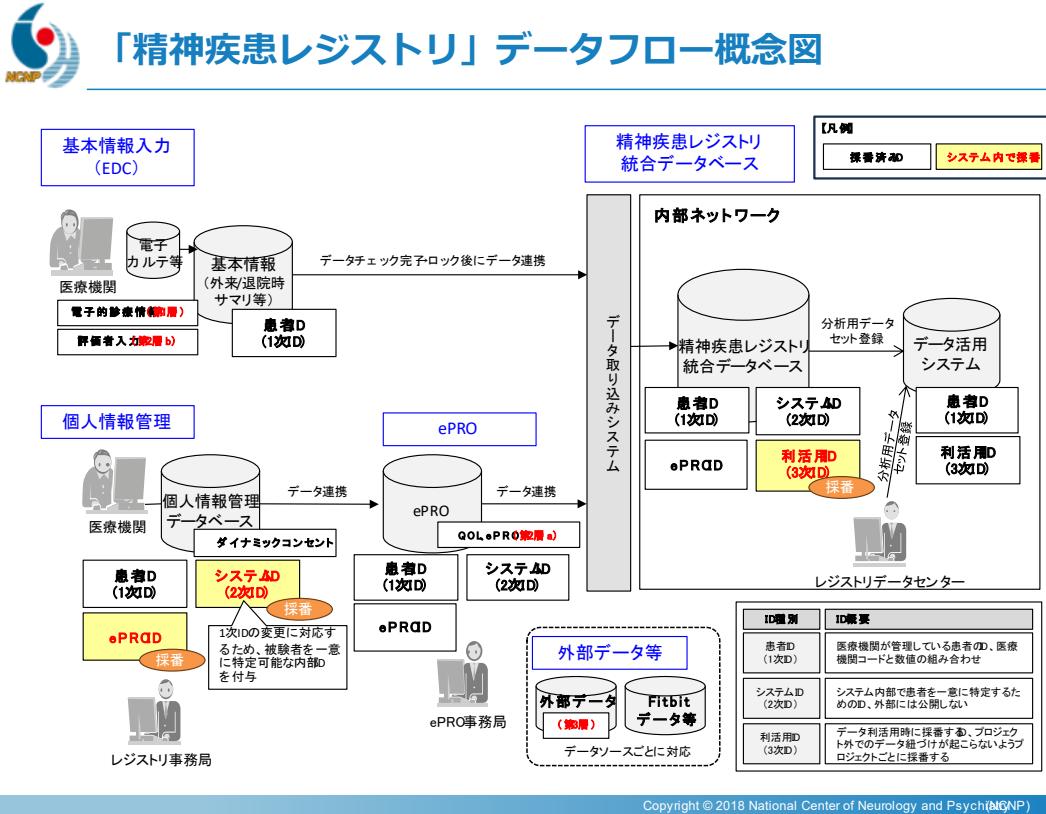 NCNP
「精神疾患レジストリ」データフロー概念図
基本情報入力
（EDC）
精神疾患レジストリ
統合データベース
【凡例】
採番済みID
システム内で採番
電子
カルテ等
医療機関
電子的診療情報（第1層）
評価者入力（第2層b）
基本情報
（外来/退院時
サマリ等）
患者ID
（1次ID）
データチェック完了・ロック後にデータ連携
データ取り込みシステム
内部ネットワーク
精神疾患レジストリ
統合データベース
分析用データ
セット登録
データ活用
システム
患者ID
（1次ID）
システムID
（2次ID）
ePROID
利活用ID
（3次ID）
採番
患者ID
（1次ID）
利活用ID
（3次ID）
分析用データ
セット登録
レジストリデータセンター
個人情報管理
医療機関
個人情報管理
データベース
ダイナミックコンセント
患者ID
（1次ID）
システムID
（2次ID）
採番
ePROID
採番
1次IDの変更に対応す
るため、被験者を一意
に特定可能な内部ID
を付与
レジストリ事務局
データ連携
ePRO
ePRO
QOL、ePRO（第2層a）
患者ID
（1次ID）
システムID
（2次ID）
ePROID
ePRO事務局
データ連携
外部データ等
外部データ
（第3層）
Fitbit
データ等
データソースごとに対応
ID種別
ID概要
患者ID
（1次ID）
医療機関が管理している患者のID、医療
機関コードと数値の組み合わせ
システムID
（2次ID）
システム内部で患者を一意に特定するた
めのID、外部には公開しない
利活用ID
（3次ID）
データ利活用時に採番するID、プロジェク
ト外でのデータ紐づけが起こらないようプ
ロジェクトごとに採番する
Copyright © 2018 National Center of Neurology and Psychiatry (NCNP)